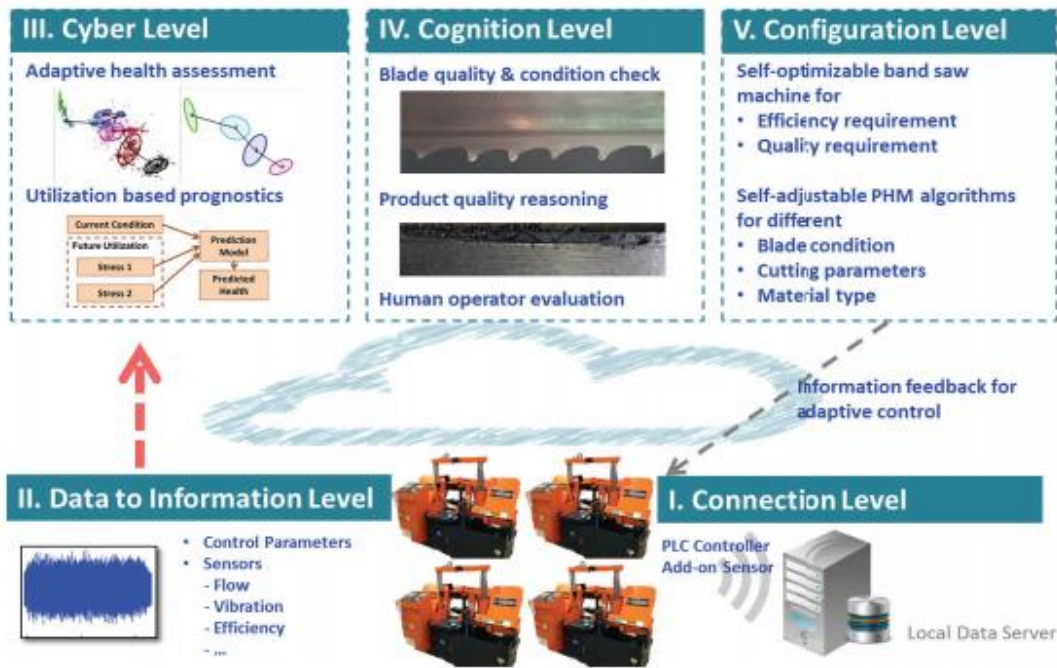 III. Cyber Level
Adaptive health assessment
Utilization based prognostics
Current Condition
Future Utilization
Stress 1
Stress 2
Prediction
Model
Predicted
Health
IV. Cognition Level
Blade quality & condition check
Product quality reasoning
Human operator evaluation
V. Configuration Level
Self-optimizable band saw
machine for
• Efficiency requirement
• Quality requirement
Self-adjustable PHM algorithms
for different
• Blade condition
• Cutting parameters
• Material type
Information feedback for
adaptive control
II. Data to Information Level
• Control Parameters
• Sensors
- Flow
- Vibration
- Efficiency
- ...
I. Connection Level
PLC Controller
Add-on Sensor
Local Data Server